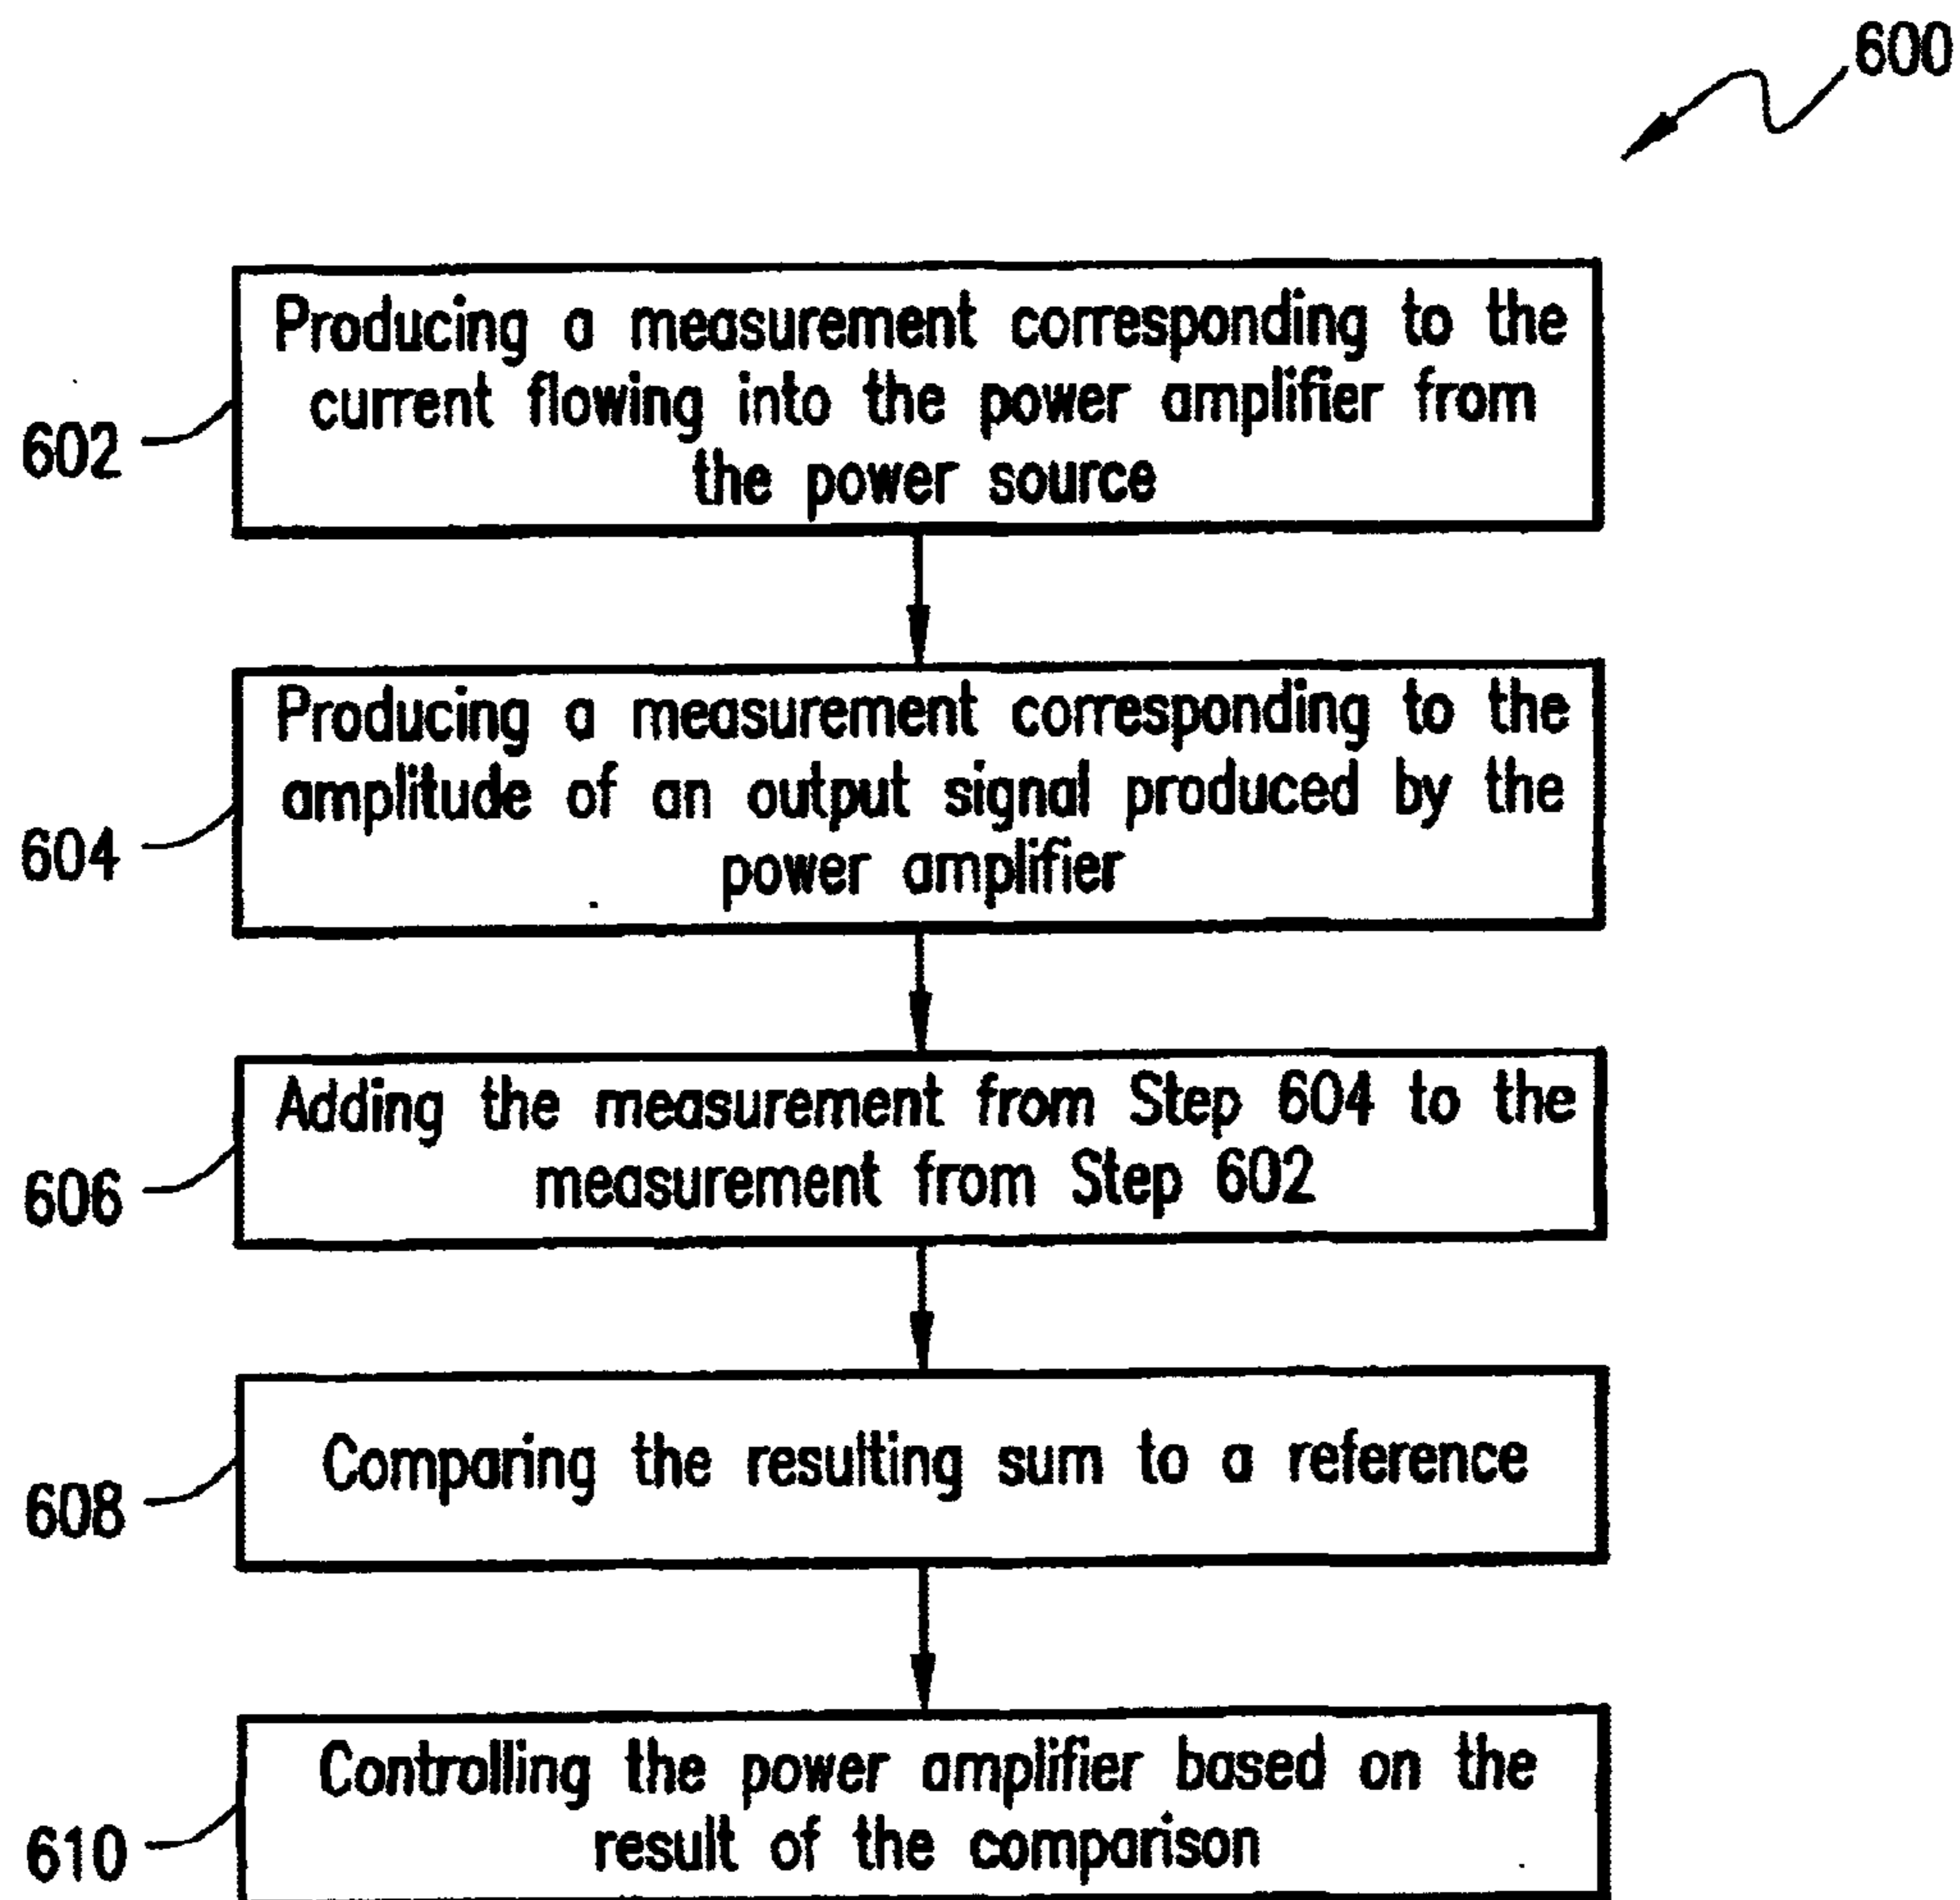 600
Producing a measurement corresponding to the
current flowing into the power amplifier from
the power source
602
Producing a measurement corresponding to the
amplitude of an output signal produced by the
power amplifier
604
Adding the measurement from Step 604 to the
measurement from Step 602
606
Comparing the resulting sum to a reference
608
Controlling the power amplifier based on the
result of the comparison
610